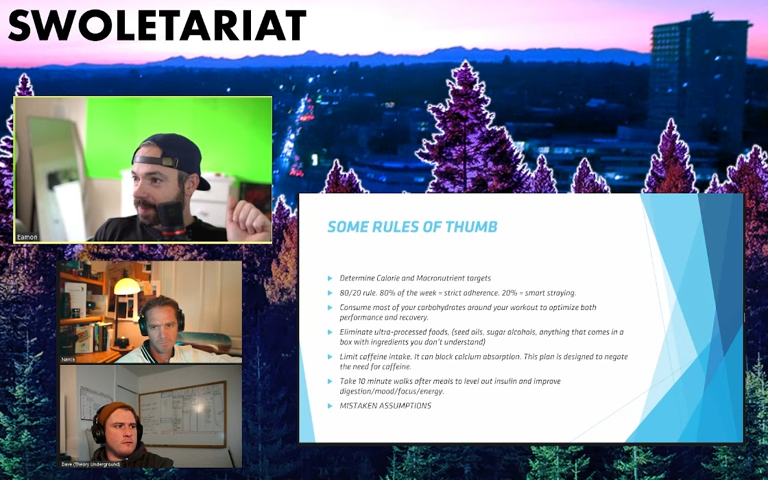 SWOLETARIAT
Eamon
SOME RULES OF THUMB
Determine Calorie and Macronutrient targets
80/20 rule. 80% of the week = strict adherence. 20% = smart straying.
Consume most of your carbohydrates around your workout to optimize both
performance and recovery.
Eliminate ultra-processed foods, (seed oils, sugar alcohols, anything that comes in a
box with ingredients you don't understand)
Limit caffeine intake. It can block calcium absorption. This plan is designed to negate
the need for caffeine.
Take 10 minute walks after meals to level out insulin and improve
digestion/mood/focus/energy.
MISTAKEN ASSUMPTIONS
Dave (Theory Underground)